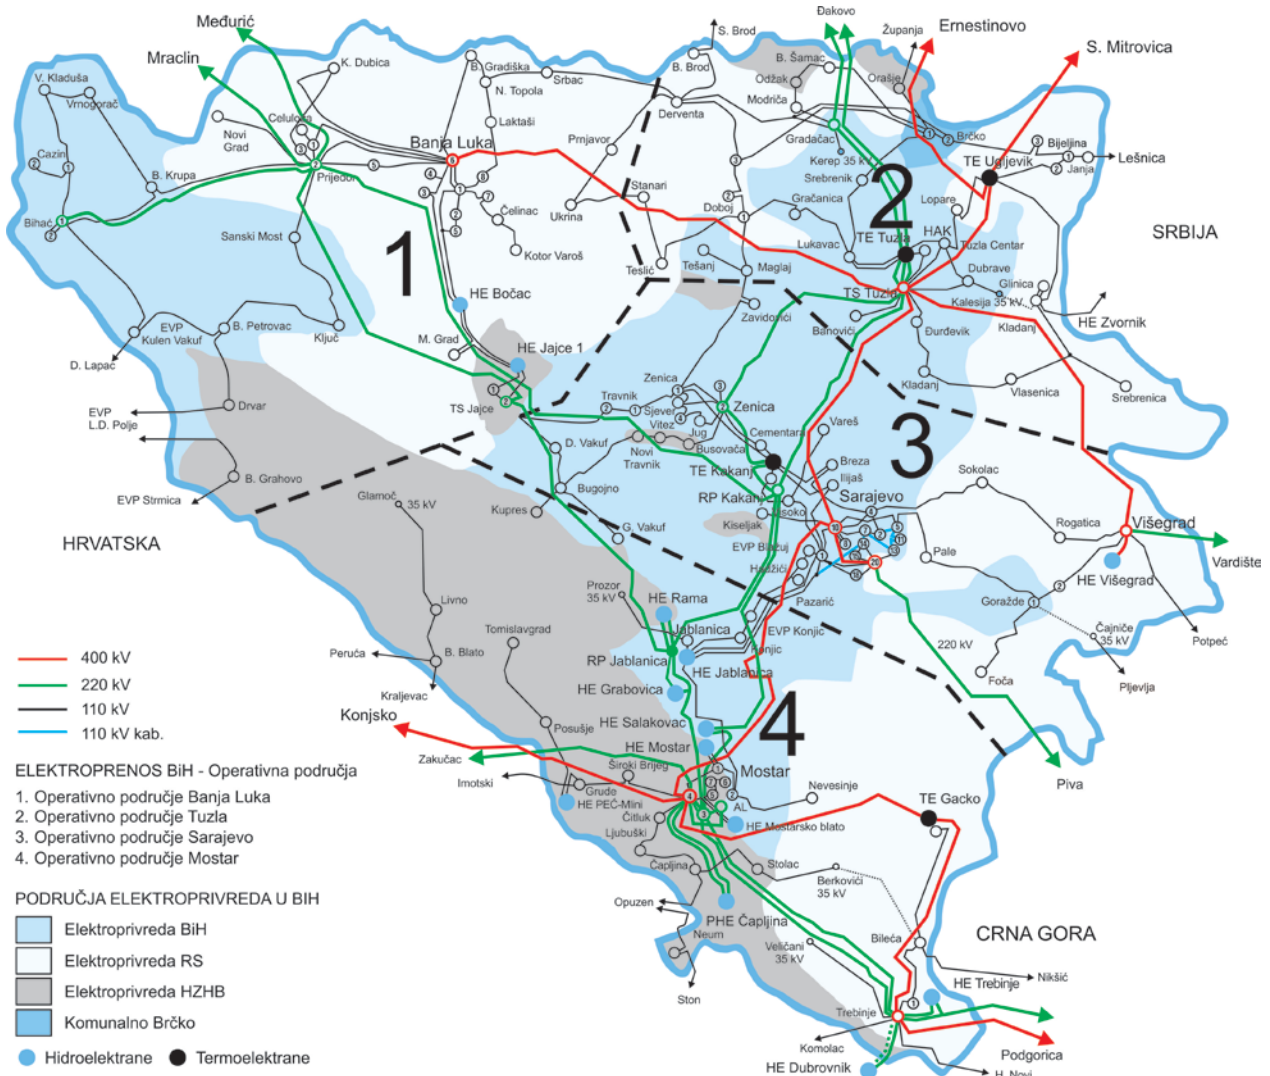 Međurić
Mraclin
Đakovo
Ernestinovo
S. Mitrovica
Županja
S. Brod
B. Brod
B. Šamac
Odžak
Orašje
Modriča
Derventa
Gradačac
Kerep 35 kV
Brčko
Bijeljina
Janja
Lešnica
TE Ugljevik
Srebrenik
Gračanica
Lopare
HAK
TE Tuzla
Tuzla Centar
Lukavac
Dubrave
Kalesija 35 kV
Glinica
Kladanj
HE Zvornik
TS Tuzla
Banovići
Đurđevik
Kladanj
Vlasenica
Srebrenica
SRBIJA
2
V. Kladuša
Vrnogorač
Cazin
Bihać
B. Krupa
K. Dubica
Celuloza
Novi
Grad
Prijedor
Sanski Most
B. Gradiška
N. Topola
Srbac
Laktaši
Banja Luka
Čelinac
Kotor Varoš
Prnjavor
Ukrina
Stanari
Teslić
Doboj
Tešanj
Maglaj
Zavidovići
1
HE Bočac
M. Grad
HE Jajce 1
TS Jajce
EVP
Kulen Vakuf
B. Petrovac
Ključ
D. Lapac
Drvar
EVP
L.D. Polje
B. Grahovo
EVP Strmica
HRVATSKA
Glamoč
35 kV
Zenica
Travnik
Sjever
Zenica
Jug
Vitez
Busovača
Novi
Travnik
D. Vakuf
Bugojno
Kupres
G. Vakuf
Cementara
TE Kakanj
RP Kakanj
Vareš
Breza
Ilijaš
3
Sarajevo
Visoko
Kiseljak
EVP Blažuj
Hadžići
Pazarić
EVP Konjic
Konjic
Sokolac
Rogatica
Višegrad
Vardište
HE Višegrad
Pale
Goražde
Čajniče
35 kV
Potpeć
Pljevlja
Foča
220 kV
Piva
Prozor
35 kV
HE Rama
Jablanica
RP Jablanica
HE Jablanica
HE Grabovica
HE Salakovac
HE Mostar
4
Mostar
AL
HE Mostarsko blato
Nevesinje
TE Gacko
Livno
Tomislavgrad
B. Blato
Peruća
Kraljevac
Konjsko
Zakučac
Posušje
Široki Brijeg
Imotski
Grude
HE PEĆ-Mlini
Čitluk
Ljubuški
Čapljina
Stolac
Berkovići
35 kV
Opuzen
PHE Čapljina
Neum
Ston
Veličani
35 kV
Bileća
CRNA GORA
Nikšić
HE Trebinje
Trebinje
Komolac
HE Dubrovnik
Podgorica
H. Novi
400 kV
220 kV
110 kV
110 kV kab.
ELEKTROPRENOS BiH - Operativna područja
1. Operativno područje Banja Luka
2. Operativno područje Tuzla
3. Operativno područje Sarajevo
4. Operativno područje Mostar
PODRUČJA ELEKTROPRIVREDA U BIH
Elektroprivreda BiH
Elektroprivreda RS
Elektroprivreda HZHB
Komunalno Brčko
Hidroelektrane
Termoelektrane